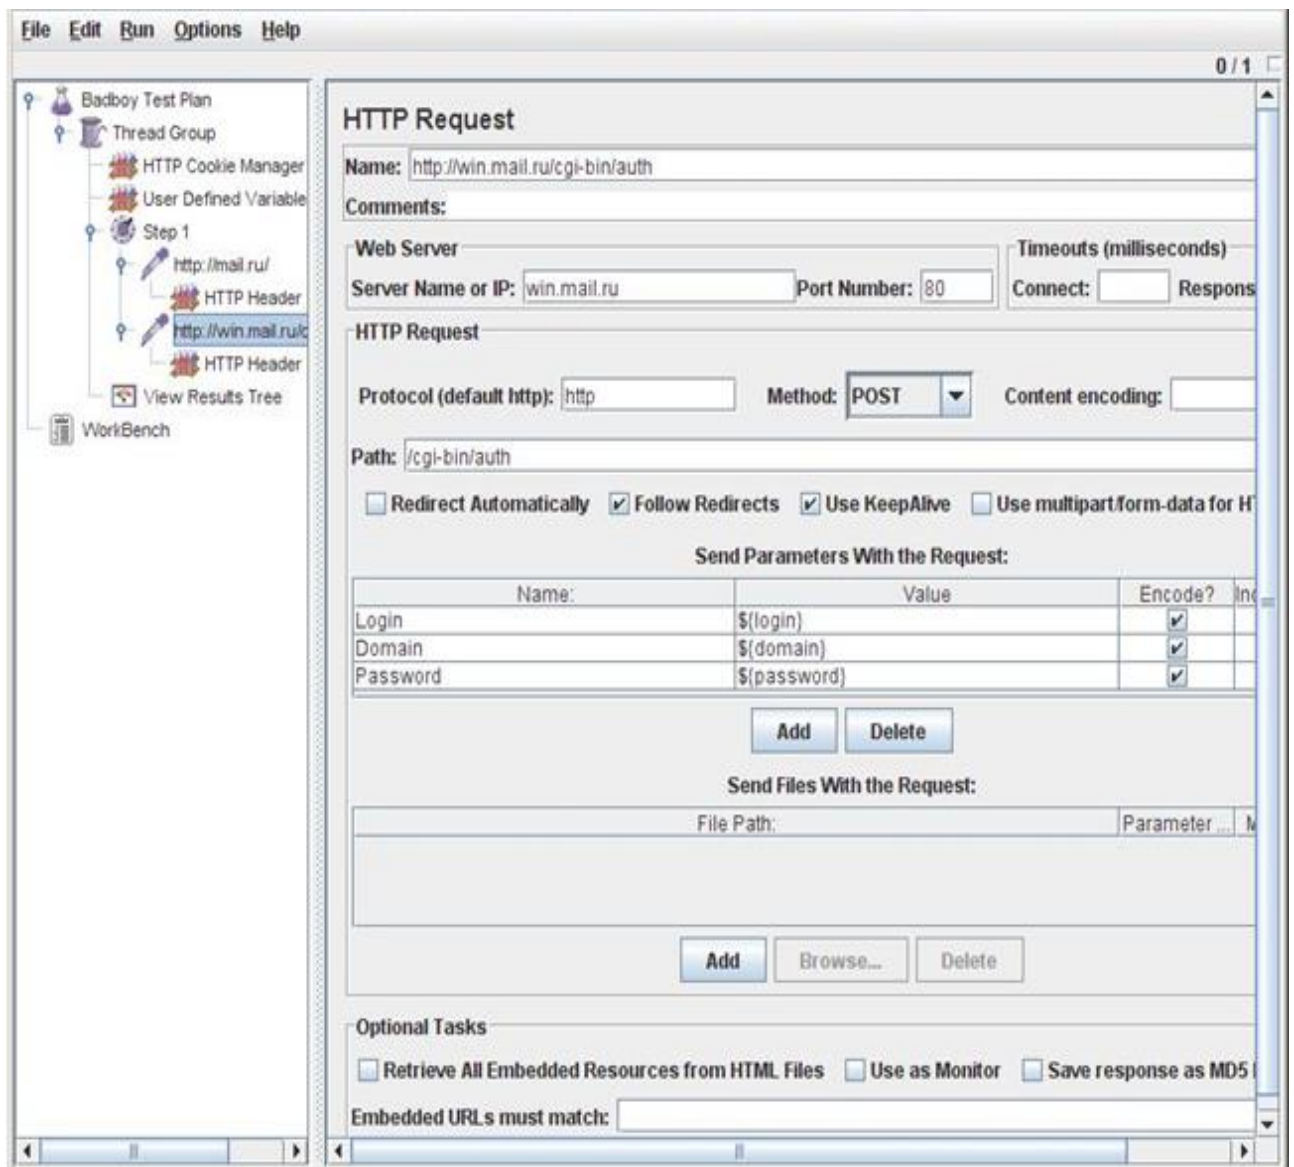 File Edit Run Options Help
0 / 1
Badboy Test Plan
Thread Group
HTTP Cookie Manager
User Defined Variable
Step 1
http://mail.ru/
HTTP Header
http://win.mail.ru/c
HTTP Header
View Results Tree
WorkBench
HTTP Request
Name: http://win.mail.ru/cgi-bin/auth
Comments:
Web Server
Timeouts (milliseconds)
Server Name or IP: win.mail.ru Port Number: 80 Connect: Respons
HTTP Request
Protocol (default http): http Method: POST Content encoding:
Path: /cgi-bin/auth
Redirect Automatically Follow Redirects Use KeepAlive Use multipart/form-data for H
Send Parameters With the Request:
Name: Value Encode? Inc
Login ${login}
Domain ${domain}
Password ${password}
Add Delete
Send Files With the Request:
File Path: Parameter ... M
Add Browse... Delete
Optional Tasks
Retrieve All Embedded Resources from HTML Files Use as Monitor Save response as MD5
Embedded URLs must match: